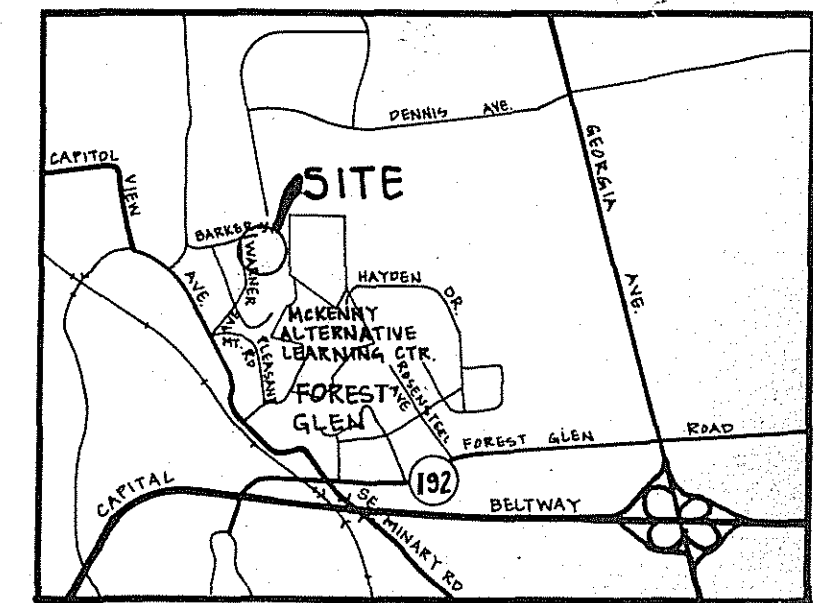 DENNIS AVE.
GEORGIA AVE.
CAPITOL VIEW AVE.
SITE
BARKER
WARNER
HAYDEN DR.
McKENNY
ALTERNATIVE
LEARNING CTR.
PLEASANT
ROSENSTEEL AVE
FOREST
GLEN
FOREST GLEN ROAD
192
CAPITAL BELTWAY
SEMINARY RD